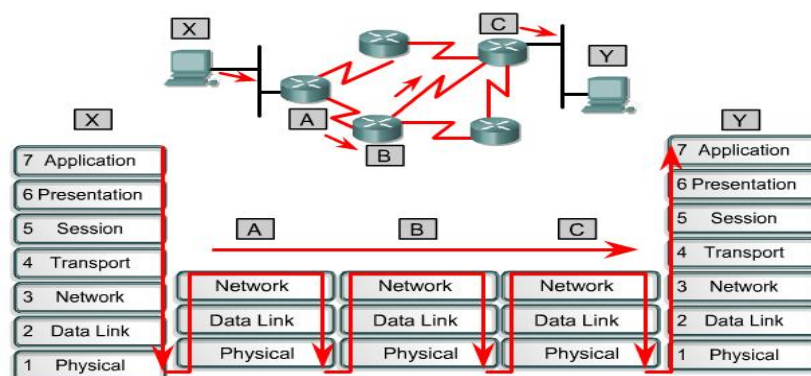 X
C
Y
A
B
X
Y
7 Application
6 Presentation
5 Session
4 Transport
3 Network
2 Data Link
1 Physical
A
B
C
Network
Data Link
Physical
Network
Data Link
Physical
Network
Data Link
Physical
7 Application
6 Presentation
5 Session
4 Transport
3 Network
2 Data Link
1 Physical